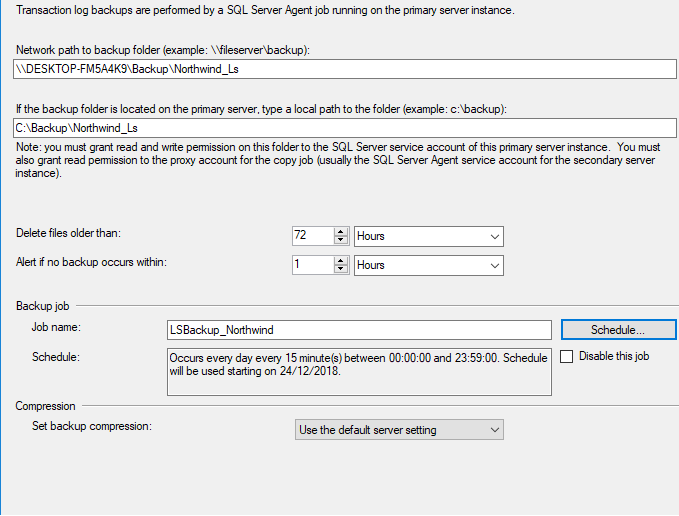 Transaction log backups are performed by a SQL Server Agent job running on the primary server instance.
Network path to backup folder (example: \\fileserver\backup):
\\DESKTOP-FM5A4K9\Backup\Northwind_Ls
If the backup folder is located on the primary server, type a local path to the folder (example: c:\backup):
C:\Backup\Northwind_Ls
Note: you must grant read and write permission on this folder to the SQL Server service account of this primary server instance.  You must
also grant read permission to the proxy account for the copy job (usually the SQL Server Agent service account for the secondary server
instance).
Delete files older than:
72
Hours
Alert if no backup occurs within:
1
Hours
Backup job
Job name:
LSBackup_Northwind
Schedule...
Schedule:
Occurs every day every 15 minute(s) between 00:00:00 and 23:59:00. Schedule
will be used starting on 24/12/2018.
Disable this job
Compression
Set backup compression:
Use the default server setting